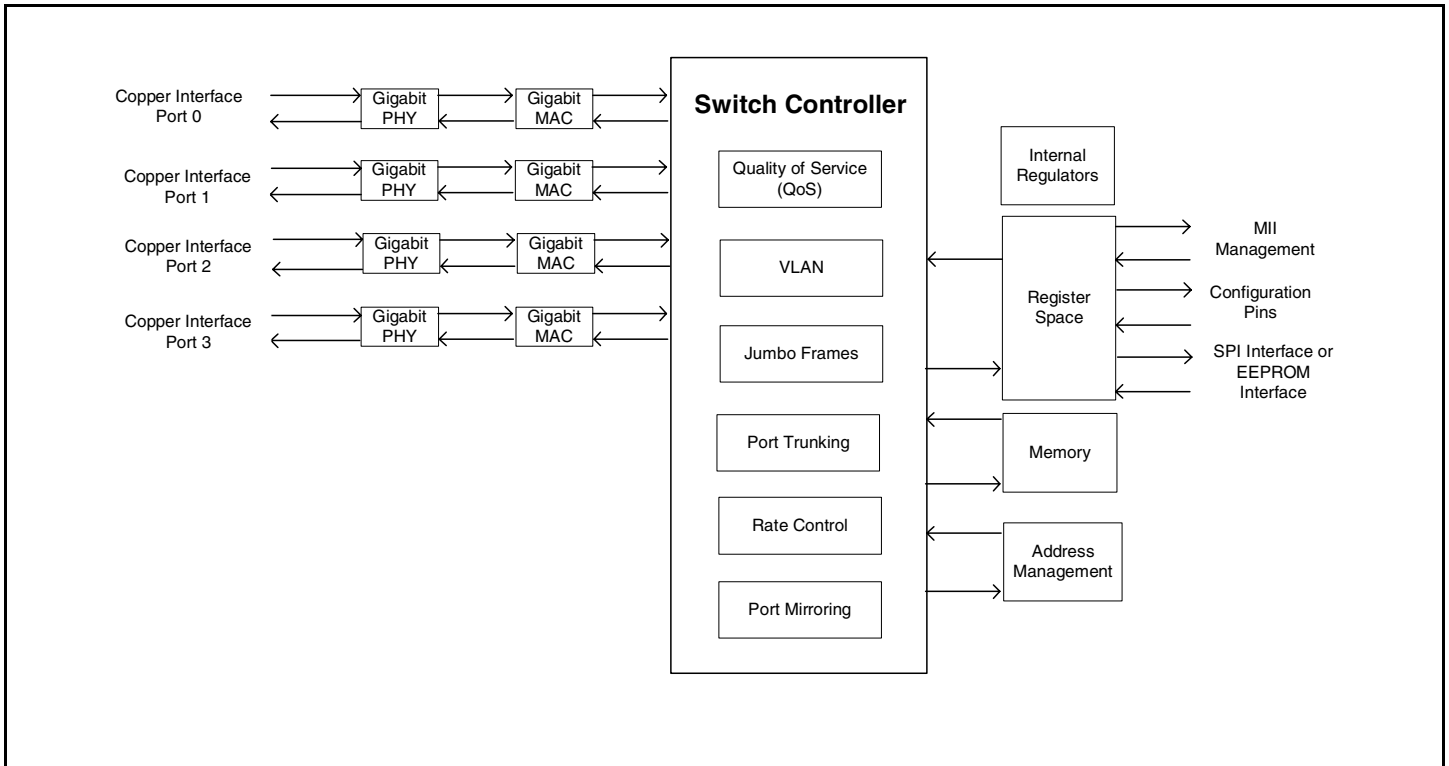 Copper Interface
Port 0
Gigabit
PHY
Gigabit
MAC
Copper Interface
Port 1
Gigabit
PHY
Gigabit
MAC
Copper Interface
Port 2
Gigabit
PHY
Gigabit
MAC
Copper Interface
Port 3
Gigabit
PHY
Gigabit
MAC
Switch Controller
Quality of Service
(QoS)
VLAN
Jumbo Frames
Port Trunking
Rate Control
Port Mirroring
Internal
Regulators
Register
Space
MII
Management
Configuration
Pins
SPI Interface or
EEPROM
Interface
Memory
Address
Management